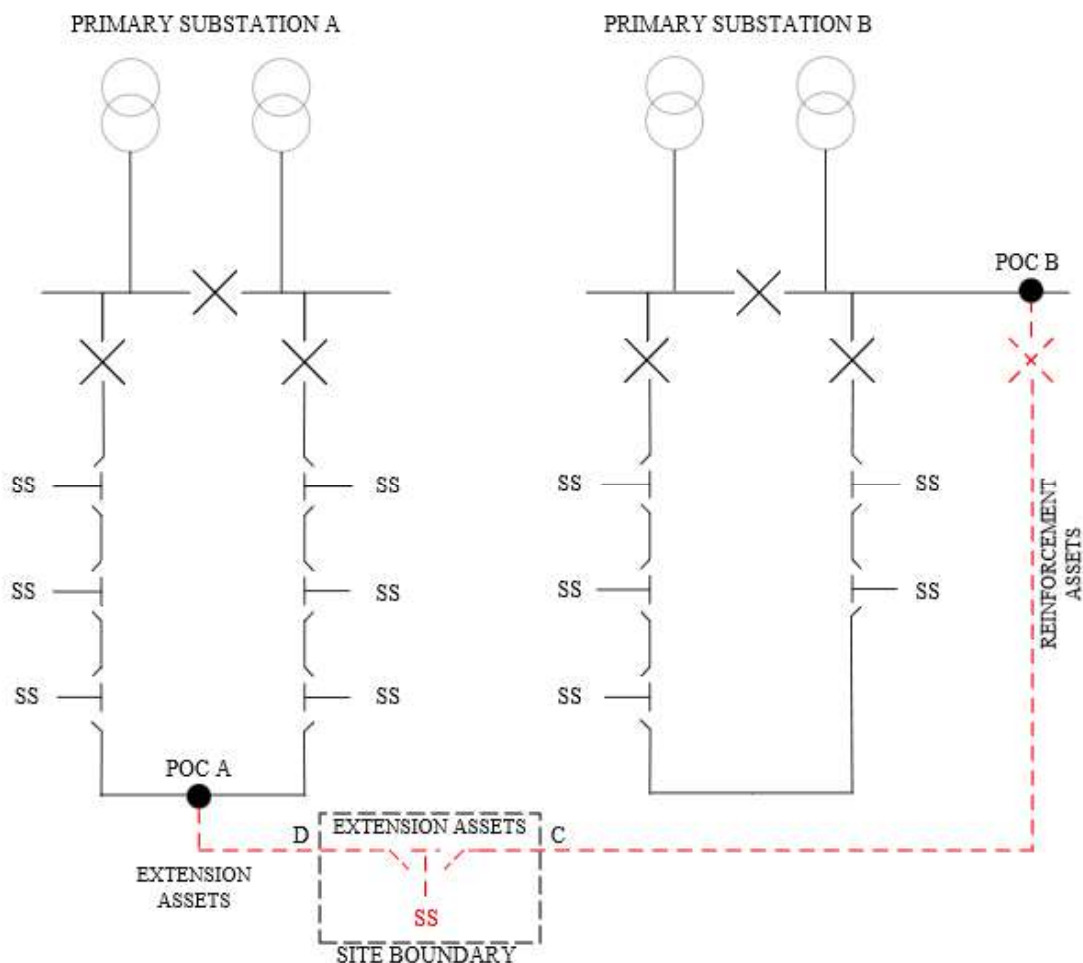 PRIMARY SUBSTATION A
PRIMARY SUBSTATION B
POC B
SS
SS
SS
SS
SS
SS
SS
SS
SS
SS
SS
REINFORCEMENT
ASSETS
POC A
D
EXTENSION ASSETS
C
EXTENSION
ASSETS
SS
SITE BOUNDARY